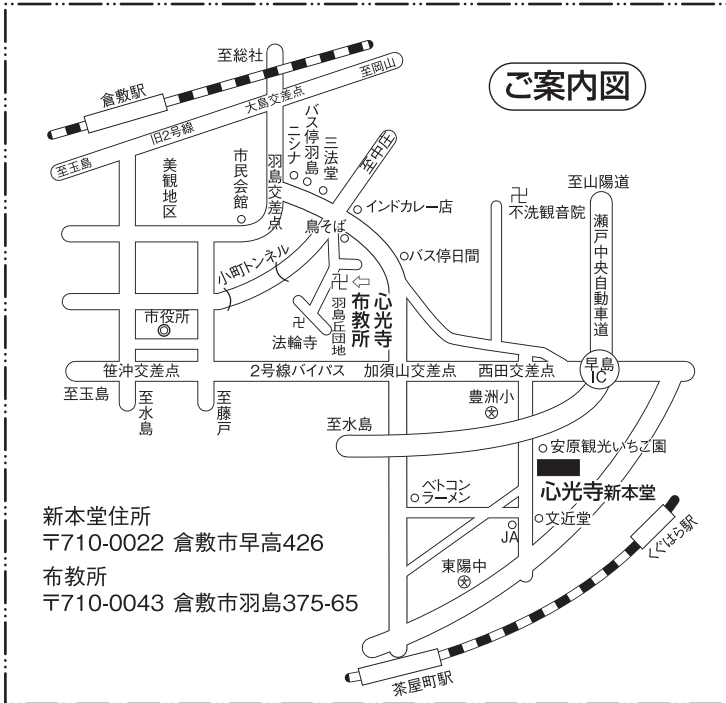 ご案内図
至総社
至岡山
倉敷駅
大島交差点
旧2号線
至玉島
美観地区
市民会館
羽島交差点
ニシナ
バス停羽島
三法堂
至中庄
インドカレー店
鳥そば
バス停日間
卍
不洗観音院
至山陽道
瀬戸中央自動車道
小町トンネル
市役所
卍
法輪寺
卍
羽島丘団地
心光寺
布教所
笹沖交差点
2号線バイパス
加須山交差点
西田交差点
早島
IC
至玉島
至水島
至藤戸
豊洲小
至水島
安原観光いちご園
心光寺新本堂
ベトコン
ラーメン
文近堂
JA
東陽中
くぐはら駅
茶屋町駅
新本堂住所
〒710-0022 倉敷市早高426
布教所
〒710-0043 倉敷市羽島375-65